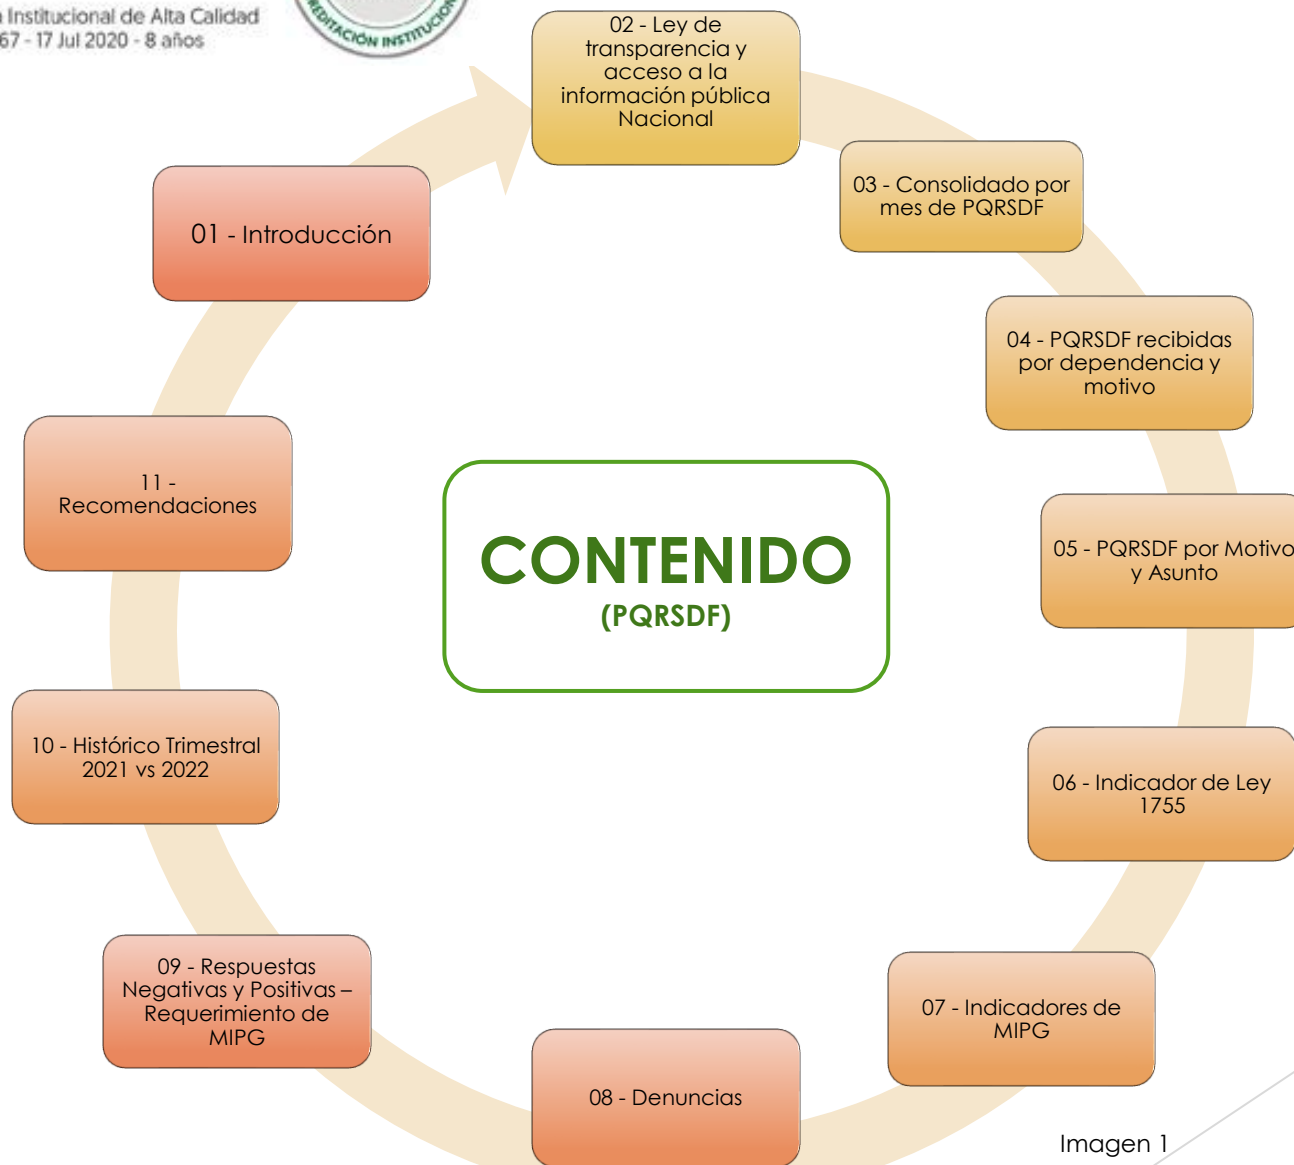 Institucional de Alta Calidad
67 - 17 Jul 2020 - 8 años
ACREDITACIÓN INSTITUCIONAL
02 - Ley de
transparencia y
acceso a la
información pública
Nacional
03 - Consolidado por
mes de PQRSDF
01 - Introducción
04 - PQRSDF recibidas
por dependencia y
motivo
11 -
Recomendaciones
05 - PQRSDF por Motivo
y Asunto
CONTENIDO
(PQRSDF)
10 - Histórico Trimestral
2021 vs 2022
06 - Indicador de Ley
1755
09 - Respuestas
Negativas y Positivas –
Requerimiento de
MIPG
07 - Indicadores de
MIPG
08 - Denuncias
Imagen 1